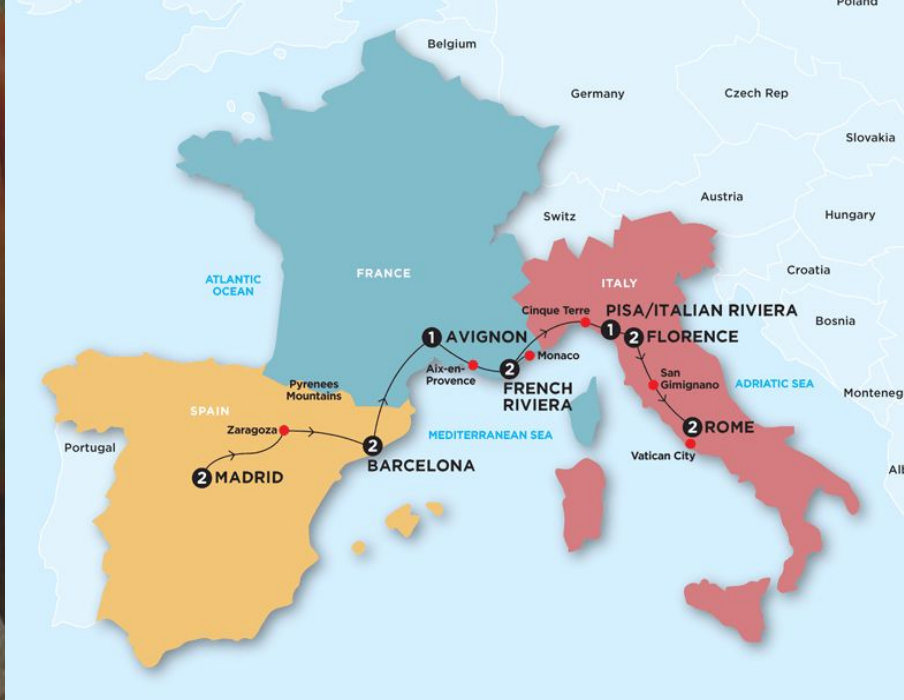 Poland
Belgium
Germany
Czech Rep
Slovakia
Austria
Switz
Hungary
ATLANTIC
OCEAN
FRANCE
ITALY
Croatia
Cinque Terre
PISA/ITALIAN RIVIERA
Bosnia
1 AVIGNON
1
2 FLORENCE
Aix-en-
Provence
Monaco
2
FRENCH
RIVIERA
San
Gimignano
ADRIATIC SEA
Pyrenees
Mountains
Monteneg
SPAIN
Zaragoza
MEDITERRANEAN SEA
2 ROME
Portugal
2
BARCELONA
Vatican City
2 MADRID
Alb